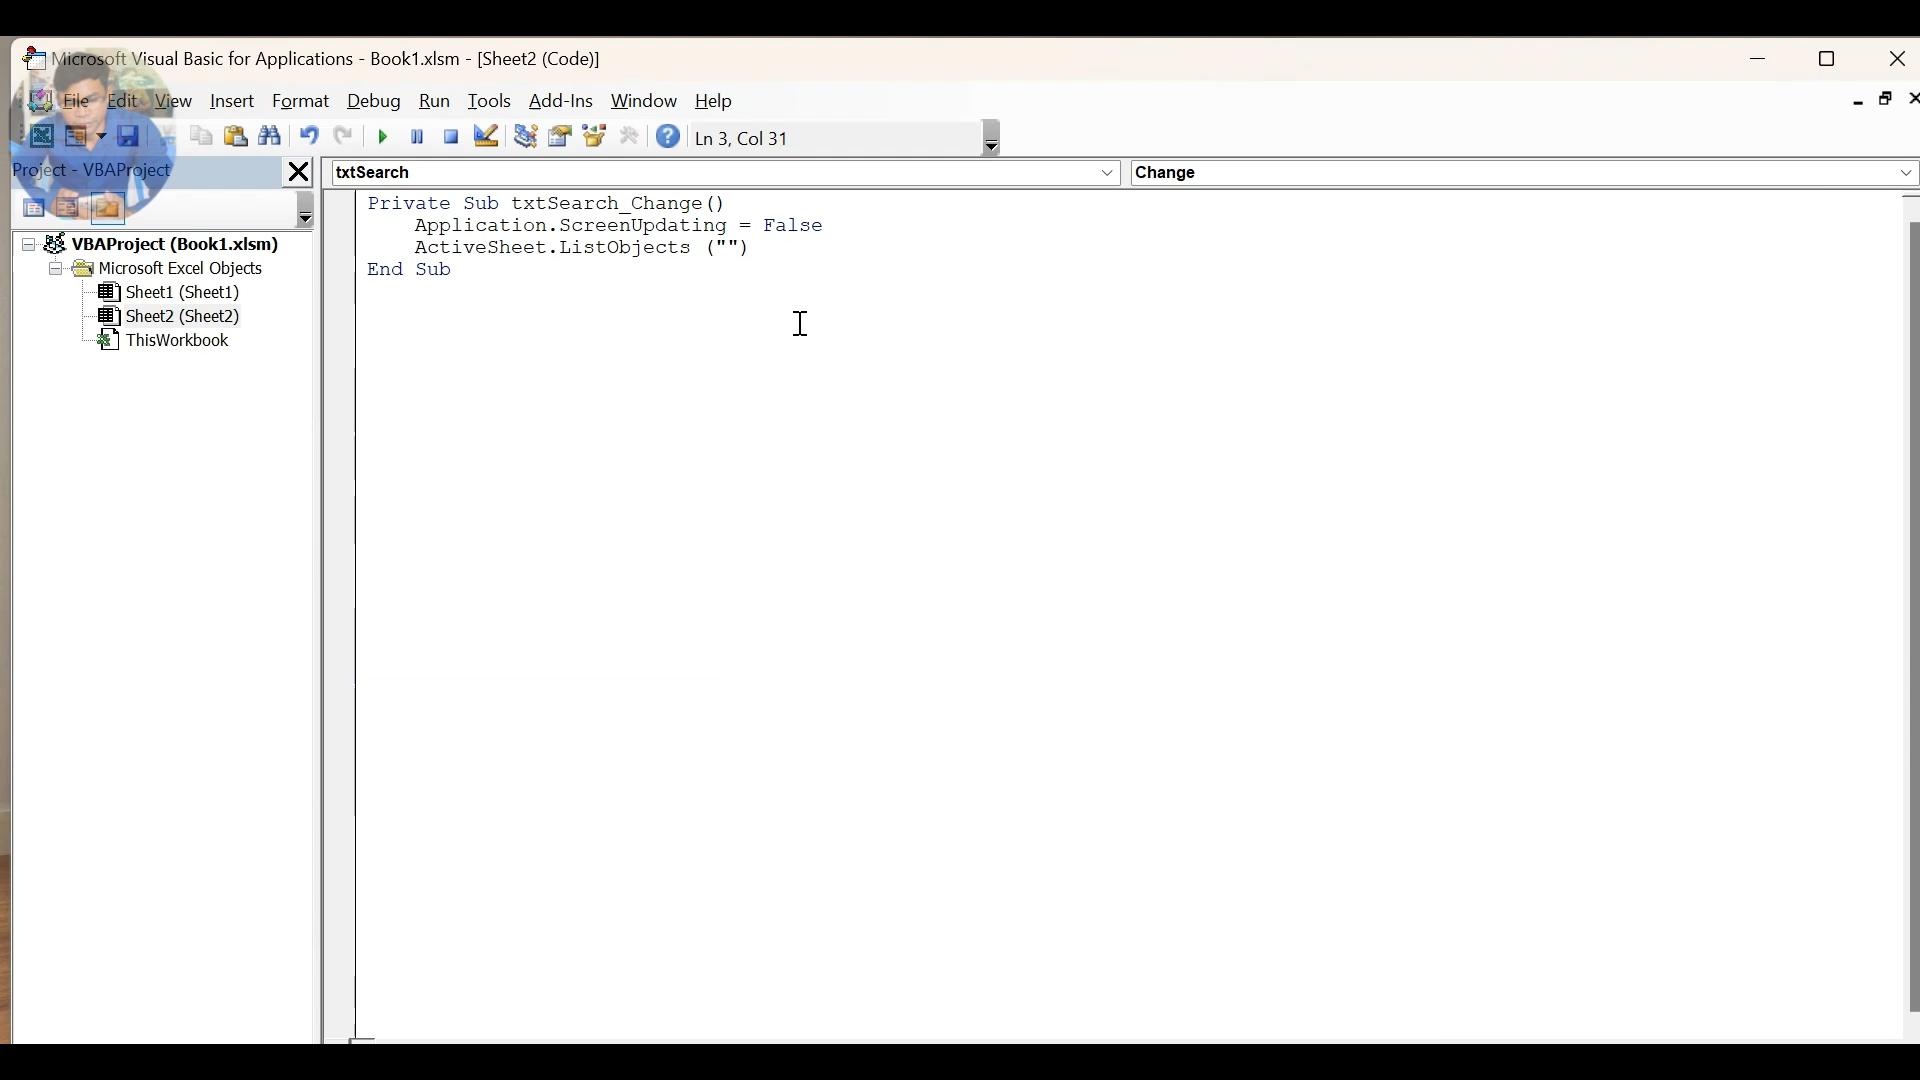 Microsoft Visual Basic for Applications - Book1.xlsm - [Sheet2 (Code)]
File Edit View Insert Format Debug Run Tools Add-Ins Window Help
Ln 3, Col 31
Project - VBAProject
txtSearch
Change
Private Sub txtSearch_Change()
Application.ScreenUpdating = False
ActiveSheet.ListObjects ("")
End Sub
VBAProject (Book1.xlsm)
Microsoft Excel Objects
Sheet1 (Sheet1)
Sheet2 (Sheet2)
ThisWorkbook